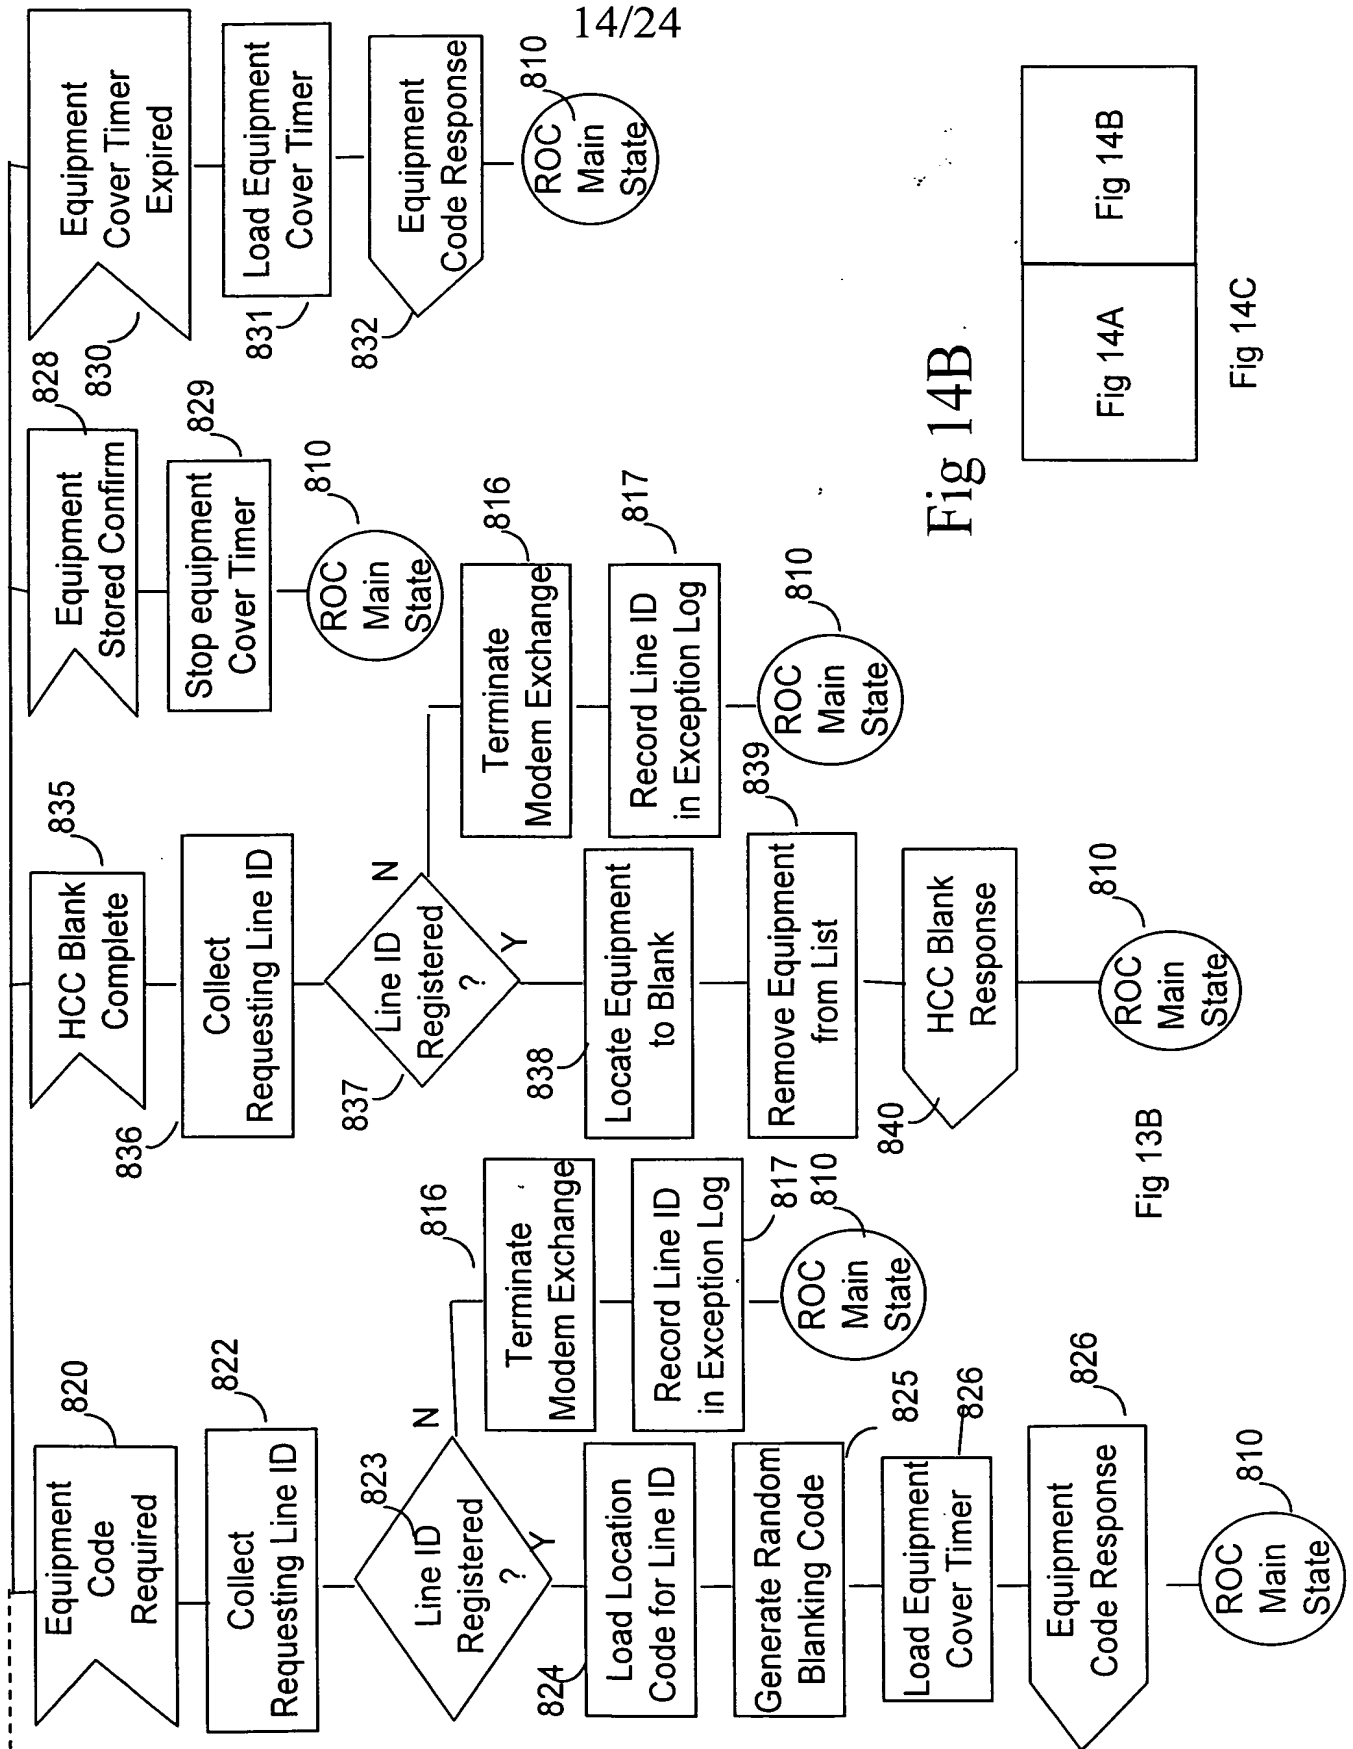 14/24
Equipment
Code
Required
820
Collect
Requesting Line ID
822
Line ID
Registered
?
823
N
Y
Terminate
Modem Exchange
816
Record Line ID
in Exception Log
817
ROC
Main
State
810
Load Location
Code for Line ID
824
Generate Random
Blanking Code
825
Load Equipment
Cover Timer
826
Equipment
Code Response
826
ROC
Main
State
810
HCC Blank
Complete
835
Collect
Requesting Line ID
836
Line ID
Registered
?
837
N
Y
Terminate
Modem Exchange
816
Record Line ID
in Exception Log
817
ROC
Main
State
810
Locate Equipment
to Blank
838
Remove Equipment
from List
839
HCC Blank
Response
840
ROC
Main
State
810
Fig 13B
Equipment
Stored Confirm
828
Stop equipment
Cover Timer
829
ROC
Main
State
810
Equipment
Cover Timer
Expired
830
Load Equipment
Cover Timer
831
Equipment
Code Response
832
ROC
Main
State
810
Fig 14B
Fig 14A
Fig 14B
Fig 14C